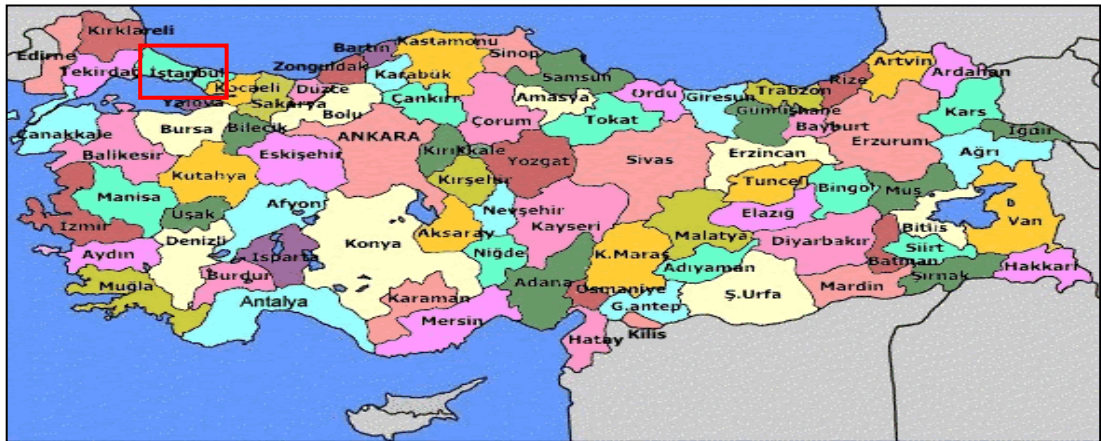 Kırklareli
Edirne
Tekirdağ
İstanbul
Kocaeli
Yalova
Sakarya
Düzce
Zonguldak
Bartın
Karabük
Kastamonu
Sinop
Samsun
Ordu
Giresun
Trabzon
Rize
Artvin
Ardahan
Çanakkale
Bursa
Bilecik
Bolu
Çankırı
Çorum
Amasya
Tokat
Gümüşhane
Bayburt
Erzurum
Kars
Iğdır
Balikesir
Kutahya
Eskişehir
ANKARA
Kırıkkale
Yozgat
Sivas
Erzincan
Ağrı
Manisa
Uşak
Afyon
Kırşehir
Nevşehir
Kayseri
Malatya
Elazığ
Tunceli
Bingöl
Muş
Bitlis
Van
İzmir
Aydın
Denizli
Isparta
Konya
Aksaray
Niğde
K.Maraş
Adıyaman
Diyarbakır
Batman
Siirt
Şırnak
Hakkari
Muğla
Burdur
Antalya
Karaman
Mersin
Adana
Osmaniye
G.antep
Ş.Urfa
Mardin
Hatay
Kilis